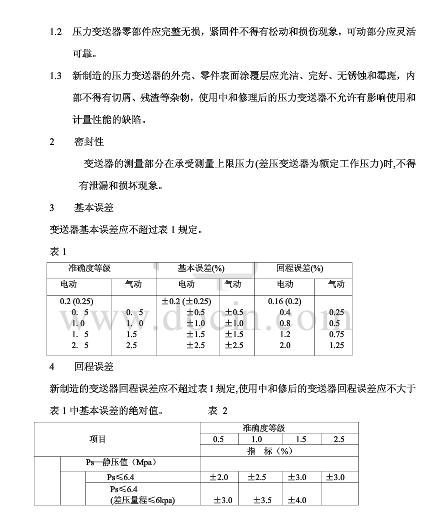 1.2 压力变送器零部件应完整无损，紧固件不得有松动和损伤现象，可动部分应灵活
可靠。
1.3 新制造的压力变送器的外壳、零件表面涂覆层应光洁、完好、无锈蚀和霉斑，内
部不得有切屑、残渣等杂物，使用中和修理后的压力变送器不允许有影响使用和
计量性能的缺陷。
2 密封性
变送器的测量部分在承受测量上限压力(差压变送器为额定工作压力)时,不得
有泄漏和损坏现象。
3 基本误差
变送器基本误差应不超过表 1 规定。
表 1
准确度等级 基本误差(%) 回程误差(%)
电动 气动 电动 气动 电动 气动
0.2 (0.25) ±0.2 (±0.25) 0.16 (0.2)
0．5 0．5 ±0.5 ±0.5 0.4 0.25
1．0 1．0 ±1.0 ±1.0 0.8 0.5
1．5 1.5 ±1.5 ±1.5 1.2 0.75
2．5 2.5 ±2.5 ±2.5 2.0 1.25
4 回程误差
新制造的变送器回程误差应不超过表 1 规定,使用中和修后的变送器回程误差应不大于
表 1 中基本误差的绝对值。 表 2
项目 准确度等级
0.5 1.0 1.5 2.5
指 标（%）
Ps—静压值（Mpa）
Ps≤6.4 ±2.0 ±2.5 ±3.0 ±3.0
Ps≤6.4
(差压量程≤6kpa) ±3.0 ±3.5 ±4.0